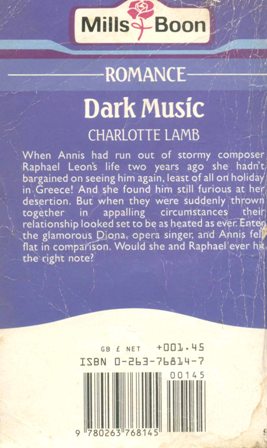 Mills & Boon
ROMANCE
Dark Music
CHARLOTTE LAMB
When Annis had run out of stormy composer
Raphael Leon's life two years ago she hadn't
bargained on seeing him again, least of all on holiday
in Greece! And she found him still furious at her
desertion. But when they were suddenly thrown
together in appalling circumstances their
relationship looked set to be as heated as ever. Enter
the glamorous Diona, opera singer, and Annis fell
flat in comparison. Would she and Raphael ever hit
the right note?
GB £ NET +001.45
ISBN 0-263-76814-7
00145
9 780263 768145